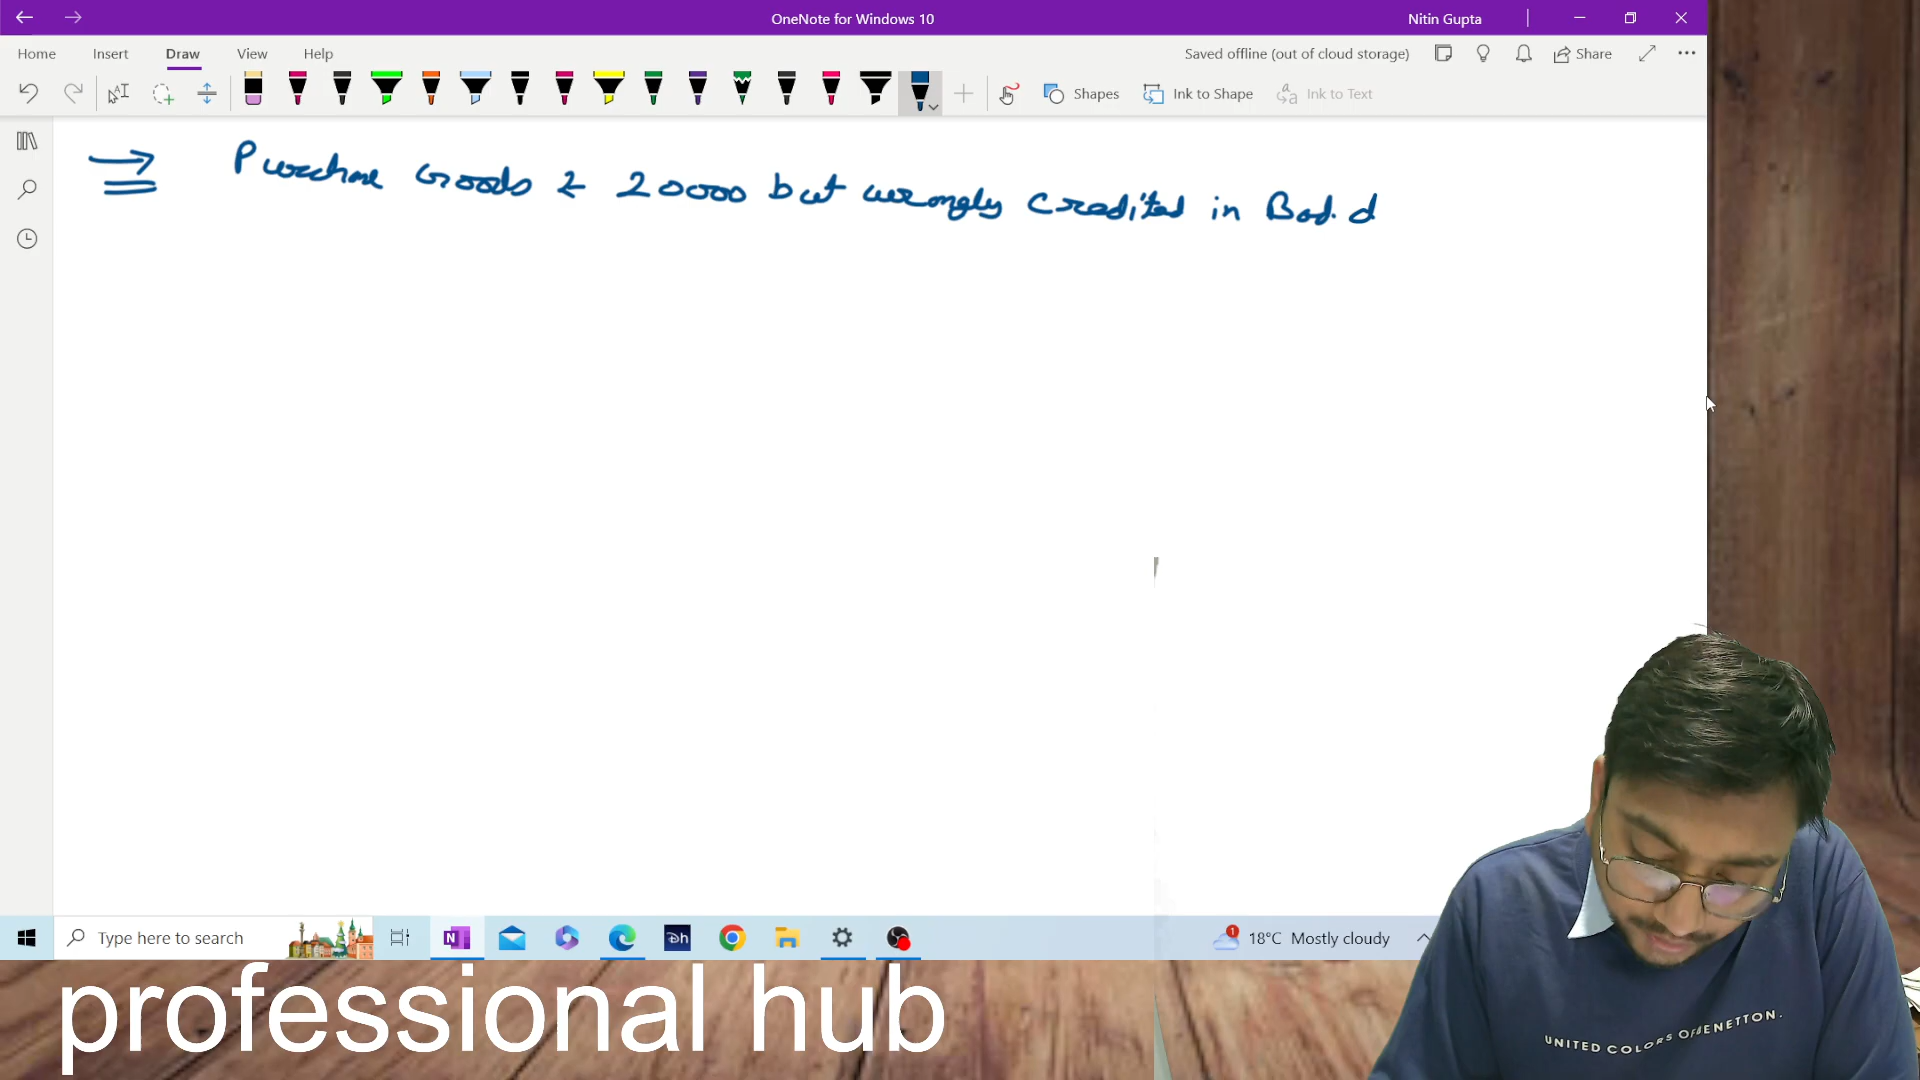 OneNote for Windows 10
Nitin Gupta
Home Insert Draw View Help
Saved offline (out of cloud storage)
Share
Shapes
Ink to Shape
Ink to Text
Purchase Goods ₹ 20000 but wrongly Credited in Bad. d
Type here to search
N
Dh
1
18°C Mostly cloudy
UNITED COLORS OF BENETTON.
professional hub